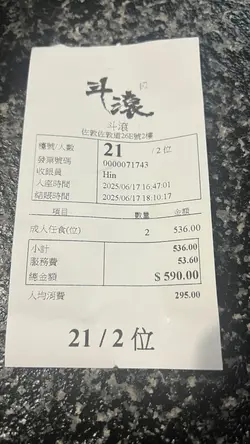 斗滾
斗滾
佐敦佐敦道26E號2樓
檯號/人數 21 / 2 位
發單號碼 0000071743
收銀員 Hin
入座時間 2025/06/17 16:47:01
結賬時間 2025/06/17 18:10:17
項目 數量 金額
成人任食(位) 2 536.00
小計 536.00
服務費 53.60
總金額 $ 590.00
人均消費 295.00
21 / 2 位